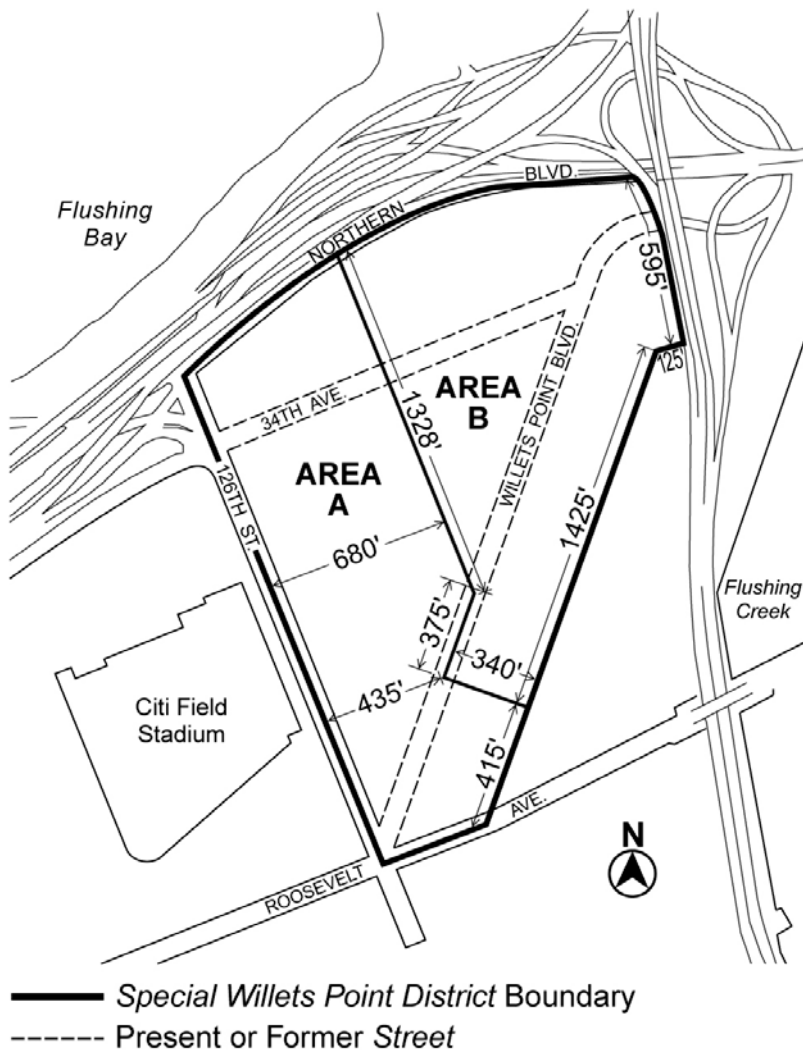 Flushing
Bay
NORTHERN
BLVD.
595'
125'
34TH AVE.
1328'
AREA
B
WILLETS POINT BLVD.
AREA
A
126TH ST.
680'
1425'
Flushing
Creek
375'
340'
435'
Citi Field
Stadium
415'
ROOSEVELT
AVE.
N
Special Willets Point District Boundary
Present or Former Street